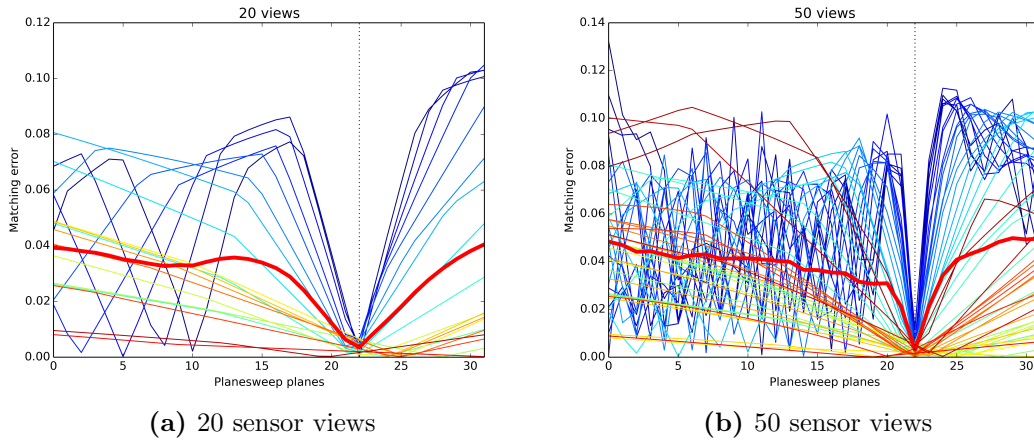 20 views
0.12
0.10
0.08
0.06
0.04
0.02
0.00
Matching error
0 5 10 15 20 25 30
Planesweep planes
(a) 20 sensor views
50 views
0.14
0.12
0.10
0.08
0.06
0.04
0.02
0.00
Matching error
0 5 10 15 20 25 30
Planesweep planes
(b) 50 sensor views